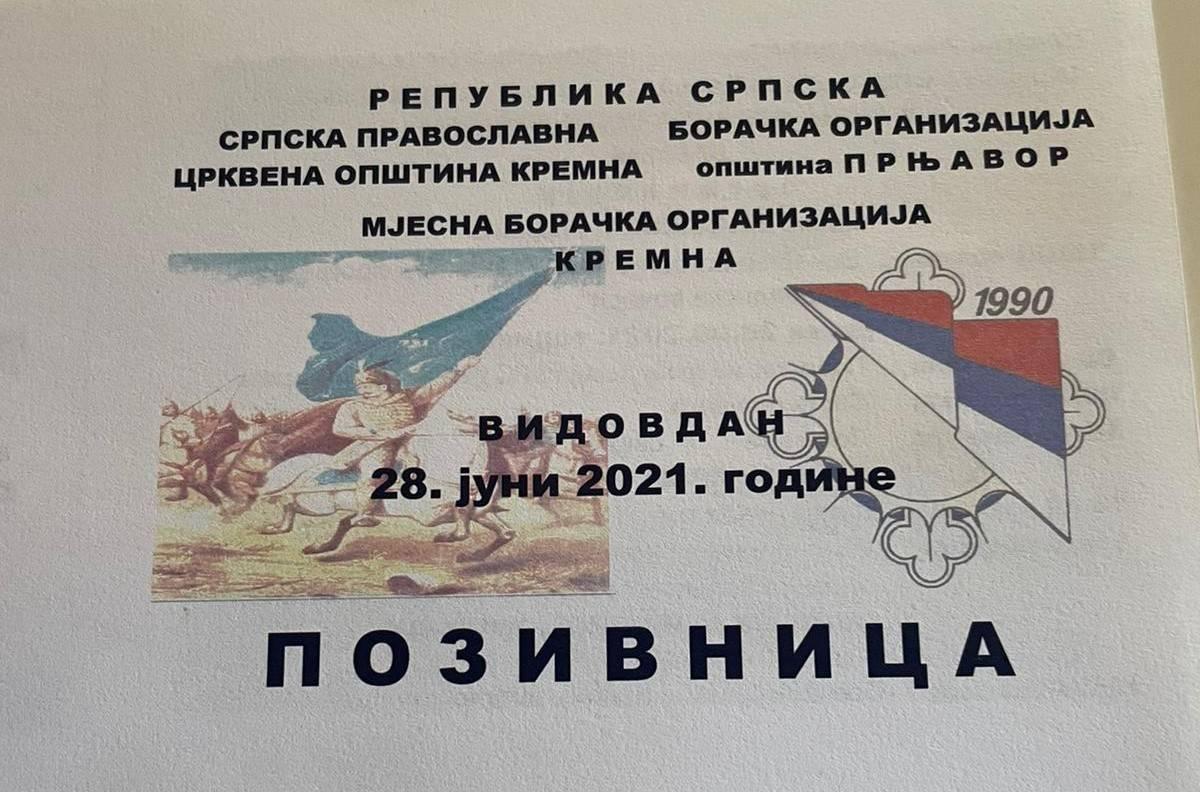 РЕПУБЛИКА СРПСКА
СРПСКА ПРАВОСЛАВНА БОРАЧКА ОРГАНИЗАЦИЈА
ЦРКВЕНА ОПШТИНА КРЕМНА општина ПРЊАВОР
МЈЕСНА БОРАЧКА ОРГАНИЗАЦИЈА
КРЕМНА
1990
ВИДОВДАН
28. јуни 2021. године
ПОЗИВНИЦА